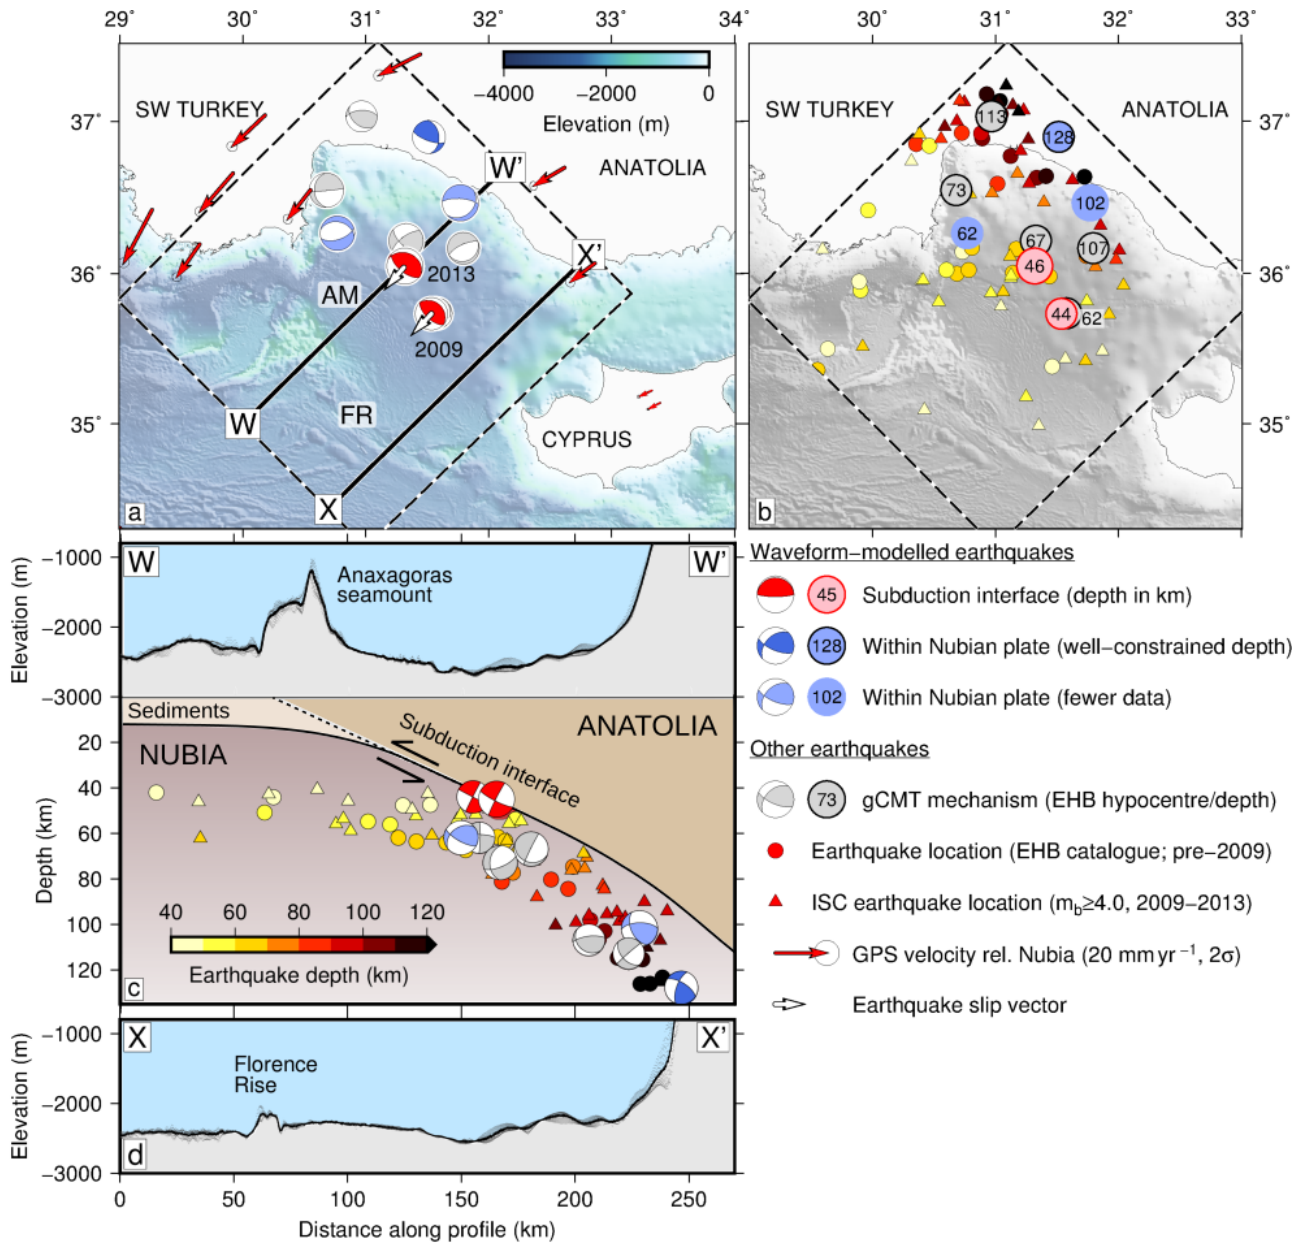 29° 30° 31° 32° 33° 34°
30° 31° 32° 33°
SW TURKEY
−4000 −2000 0
Elevation (m)
37°
ANATOLIA
W'
X'
2013
36°
AM
2009
FR
35°
W
CYPRUS
X
a
SW TURKEY
ANATOLIA
113
128
37°
73
102
62
67
107
46
36°
44
62
35°
b
W
W'
−1000
−2000
−3000
Elevation (m)
Anaxagoras
seamount
Sediments
ANATOLIA
Subduction interface
NUBIA
20
40
60
80
100
120
Depth (km)
40 60 80 100 120
Earthquake depth (km)
c
X
X'
−1000
−2000
−3000
Elevation (m)
Florence
Rise
d
0 50 100 150 200 250
Distance along profile (km)
Waveform−modelled earthquakes
45 Subduction interface (depth in km)
128 Within Nubian plate (well−constrained depth)
102 Within Nubian plate (fewer data)
Other earthquakes
73 gCMT mechanism (EHB hypocentre/depth)
Earthquake location (EHB catalogue; pre−2009)
ISC earthquake location (mb≥4.0, 2009−2013)
GPS velocity rel. Nubia (20 mm yr−1, 2σ)
Earthquake slip vector